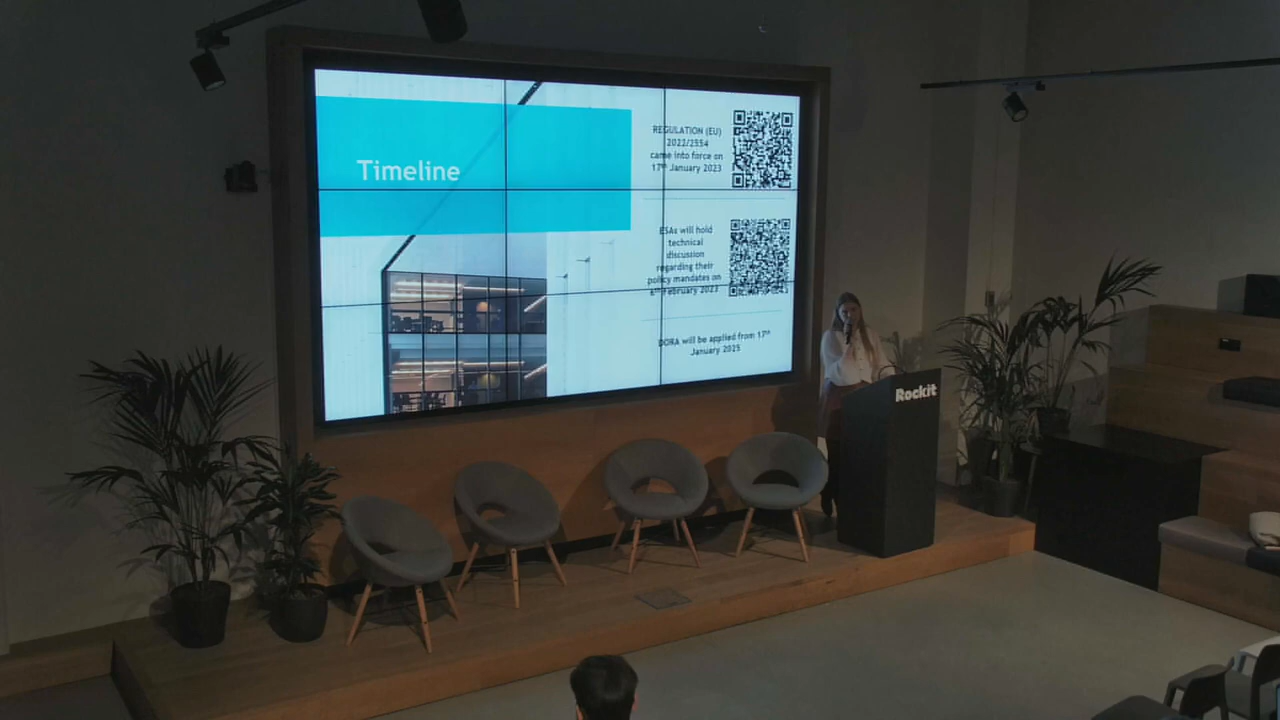 Timeline
REGULATION (EU)
2022/2554
came into force on
17th January 2023
ESAs will hold
technical
discussion
regarding their
policy mandates on
6th February 2023
DORA will be applied from 17th
January 2025
Rockit